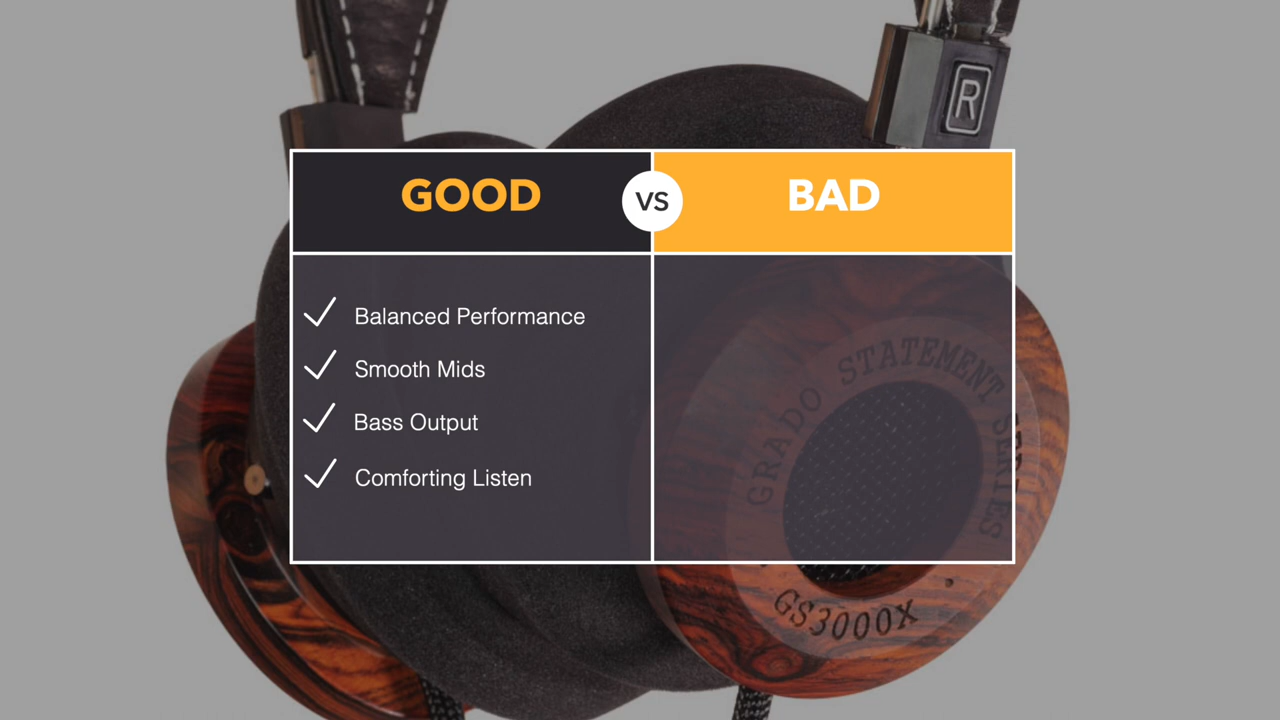 R
GOOD
VS
BAD
Balanced Performance
Smooth Mids
Bass Output
Comforting Listen
GRADO STATEMENT SERIES
GS3000X